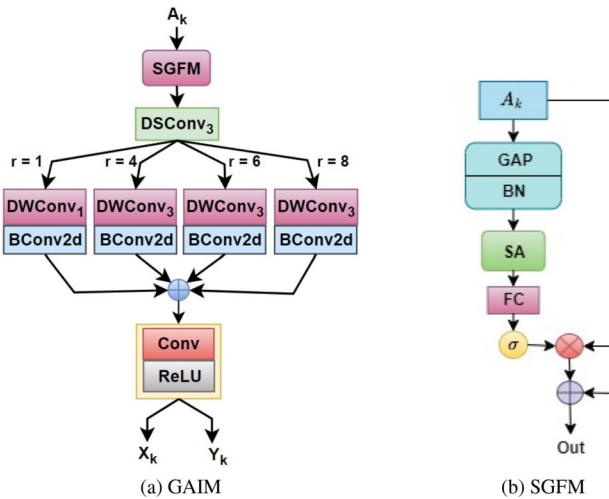 A_k
SGFM
DSConv_3
r = 1
r = 4
r = 6
r = 8
DWConv_1
DWConv_3
DWConv_3
DWConv_3
BConv2d
BConv2d
BConv2d
BConv2d
Conv
ReLU
X_k
Y_k
(a) GAIM
A_k
GAP
BN
SA
FC
σ
Out
(b) SGFM